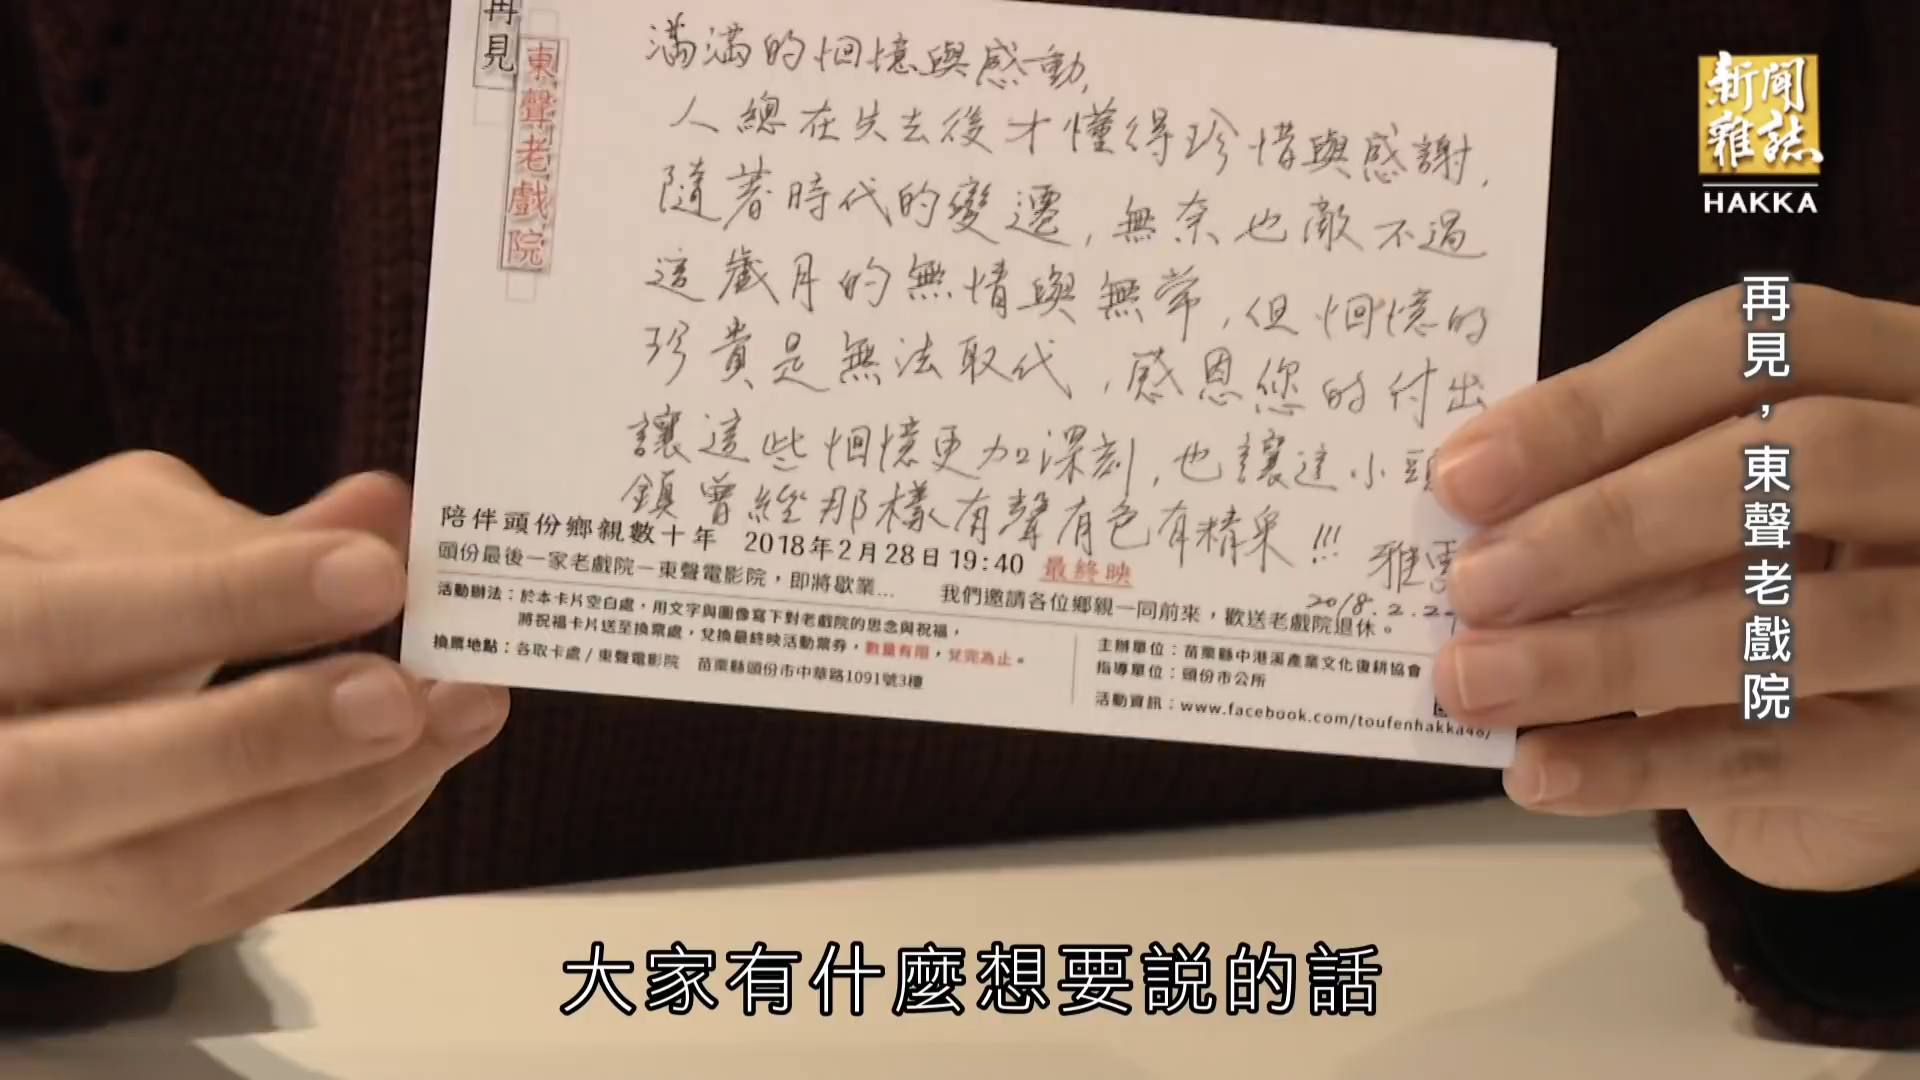 再見
東聲老戲院
滿滿的回憶與感動,
人總在失去後才懂得珍惜與感謝,
隨著時代的變遷,無奈也敵不過
這歲月的無情與無常,但回憶的
珍貴是無法取代,感恩您的付出
讓這些回憶更加深刻,也讓這小頭
鎮曾經那樣有聲有色有精采!!!
2018.2.2
陪伴頭份鄉親數十年 2018年2月28日19:40 最終映
頭份最後一家老戲院—東聲電影院,即將歇業... 我們邀請各位鄉親一同前來,歡送老戲院退休。
活動辦法:於本卡片空白處,用文字與圖像寫下對老戲院的思念與祝福,
將祝福卡片送至換票處,兌換最終映活動票券,數量有限,兌完為止。
換票地點:各取卡處/東聲電影院 苗栗縣頭份市中華路1091號3樓
主辦單位:苗栗縣中港溪產業文化復耕協會
指導單位:頭份市公所
活動資訊:www.facebook.com/toufenhakka48/
新聞
雜誌
HAKKA
再見,東聲老戲院
大家有什麼想要說的話